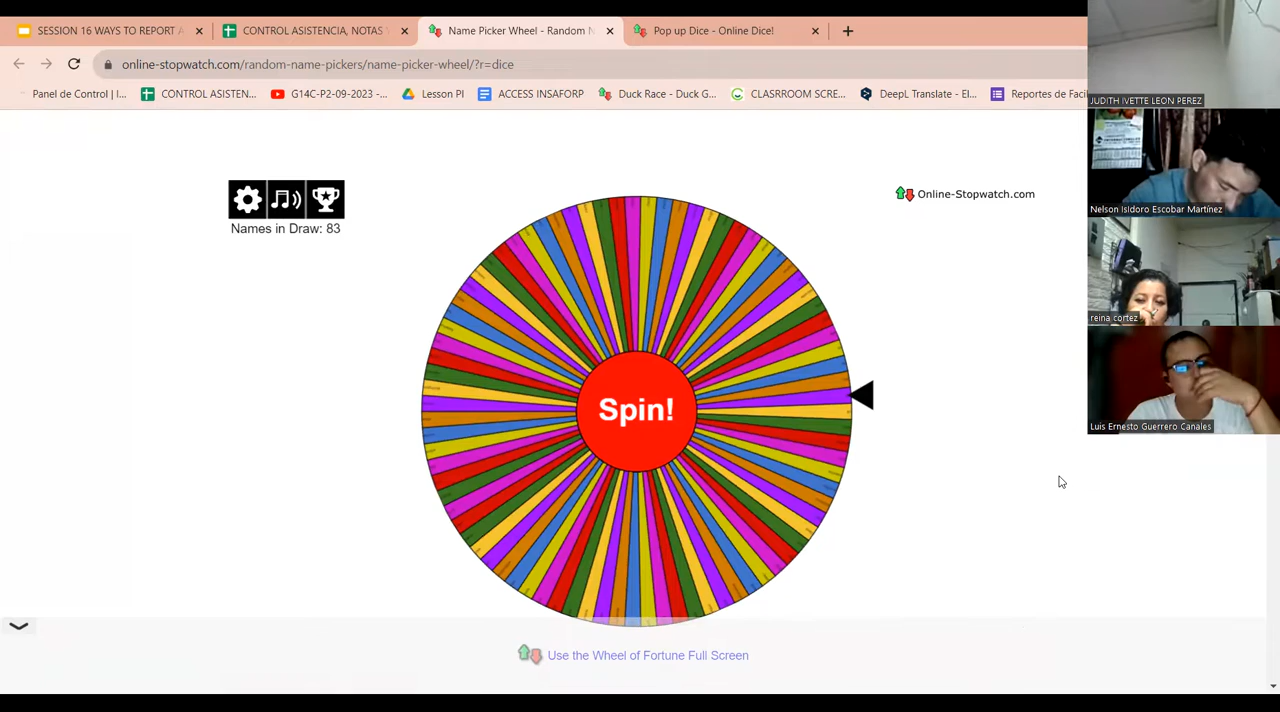 SESSION 16 WAYS TO REPORT A
CONTROL ASISTENCIA, NOTAS
Name Picker Wheel - Random N
Pop up Dice - Online Dice!
online-stopwatch.com/random-name-pickers/name-picker-wheel/?r=dice
Panel de Control | I...
CONTROL ASISTEN...
G14C-P2-09-2023 -...
Lesson Pl
ACCESS INSAFORP
Duck Race - Duck G...
CLASRROOM SCRE...
DeepL Translate - El...
Reportes de Facil
JUDITH IVETTE LEON PEREZ
Nelson Isidoro Escobar Martínez
reina cortez
Luis Ernesto Guerrero Canales
Names in Draw: 83
Online-Stopwatch.com
Spin!
Use the Wheel of Fortune Full Screen